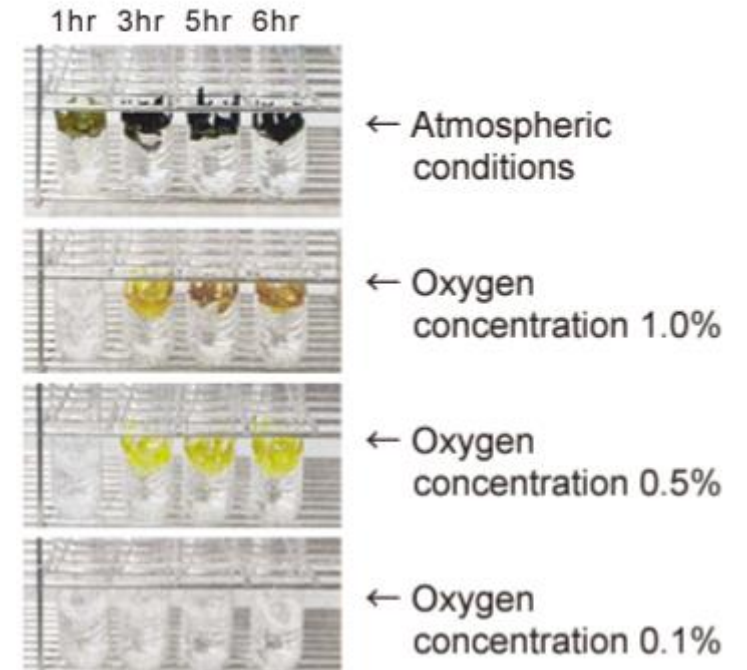 1hr 3hr 5hr 6hr
← Atmospheric
conditions
← Oxygen
concentration 1.0%
← Oxygen
concentration 0.5%
← Oxygen
concentration 0.1%